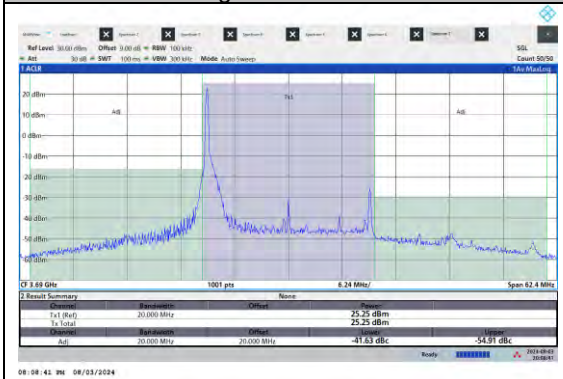 Ref Level 30.00 dBm Offset 9.00 dB RBW 100 kHz SGL
Att 30 dB SWT 100 ms VBW 300 kHz Mode Auto Sweep Count 50/50
1 ACLR 1Av MaxLog
20 dBm
Tx1
Adj Adj
10 dBm
0 dBm
-10 dBm
-20 dBm
-30 dBm
-40 dBm
-50 dBm
-60 dBm
CF 3.69 GHz 1001 pts 6.24 MHz/ Span 62.4 MHz
2 Result Summary None
Channel Bandwidth Offset Power
Tx1 (Ref) 20.000 MHz 25.25 dBm
Tx Total 25.25 dBm
Channel Bandwidth Offset Lower Upper
Adj 20.000 MHz 20.000 MHz -41.63 dBc -54.91 dBc
Ready
08:08:41 PM 08/03/2024